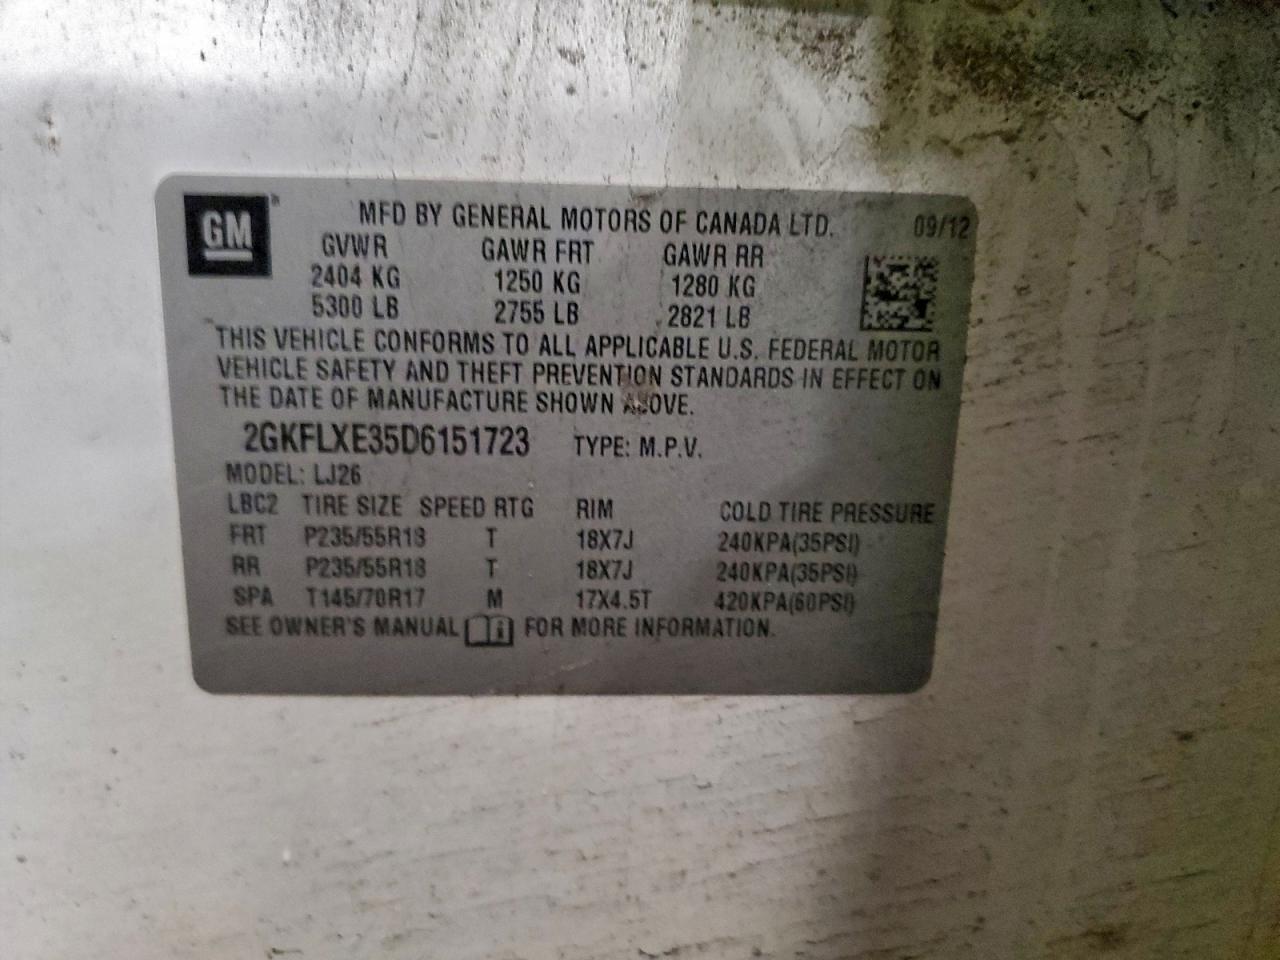 GM
MFD BY GENERAL MOTORS OF CANADA LTD. 09/12
GVWR GAWR FRT GAWR RR
2404 KG 1250 KG 1280 KG
5300 LB 2755 LB 2821 LB
THIS VEHICLE CONFORMS TO ALL APPLICABLE U.S. FEDERAL MOTOR
VEHICLE SAFETY AND THEFT PREVENTION STANDARDS IN EFFECT ON
THE DATE OF MANUFACTURE SHOWN ABOVE.
2GKFLXE35D6151723 TYPE: M.P.V.
MODEL: LJ26
LBC2 TIRE SIZE SPEED RTG RIM COLD TIRE PRESSURE
FRT P235/55R18 T 18X7J 240KPA(35PSI)
RR P235/55R18 T 18X7J 240KPA(35PSI)
SPA T145/70R17 M 17X4.5T 420KPA(60PSI)
SEE OWNER'S MANUAL FOR MORE INFORMATION.